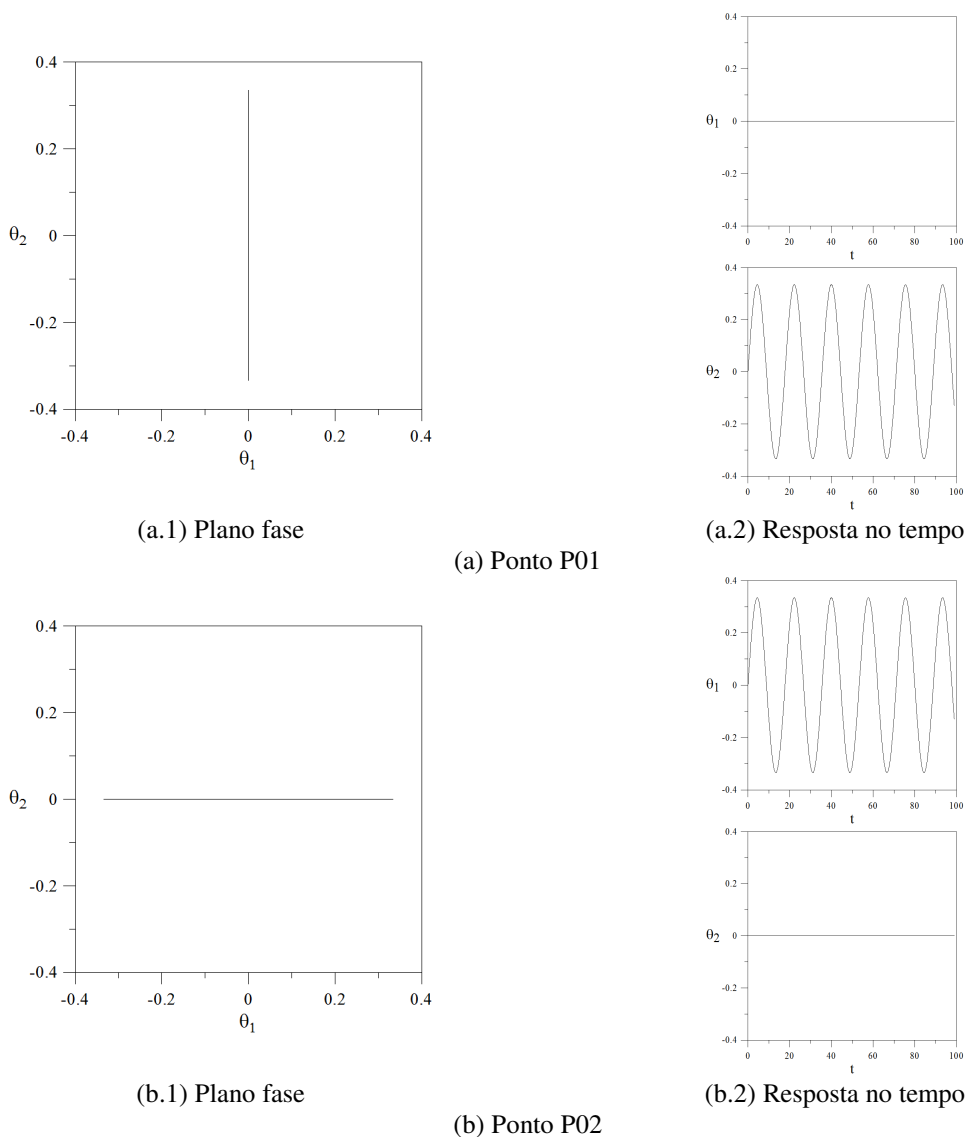 0.4
0.2
θ2
0
-0.2
-0.4
-0.4 -0.2 0 0.2 0.4
θ1
0.4
0.2
θ1
0
-0.2
-0.4
0 20 40 60 80 100
t
0.4
0.2
θ2
0
-0.2
-0.4
0 20 40 60 80 100
t
(a.1) Plano fase
(a.2) Resposta no tempo
(a) Ponto P01
0.4
0.2
θ2
0
-0.2
-0.4
-0.4 -0.2 0 0.2 0.4
θ1
0.4
0.2
θ1
0
-0.2
-0.4
0 20 40 60 80 100
t
0.4
0.2
θ2
0
-0.2
-0.4
0 20 40 60 80 100
t
(b.1) Plano fase
(b.2) Resposta no tempo
(b) Ponto P02